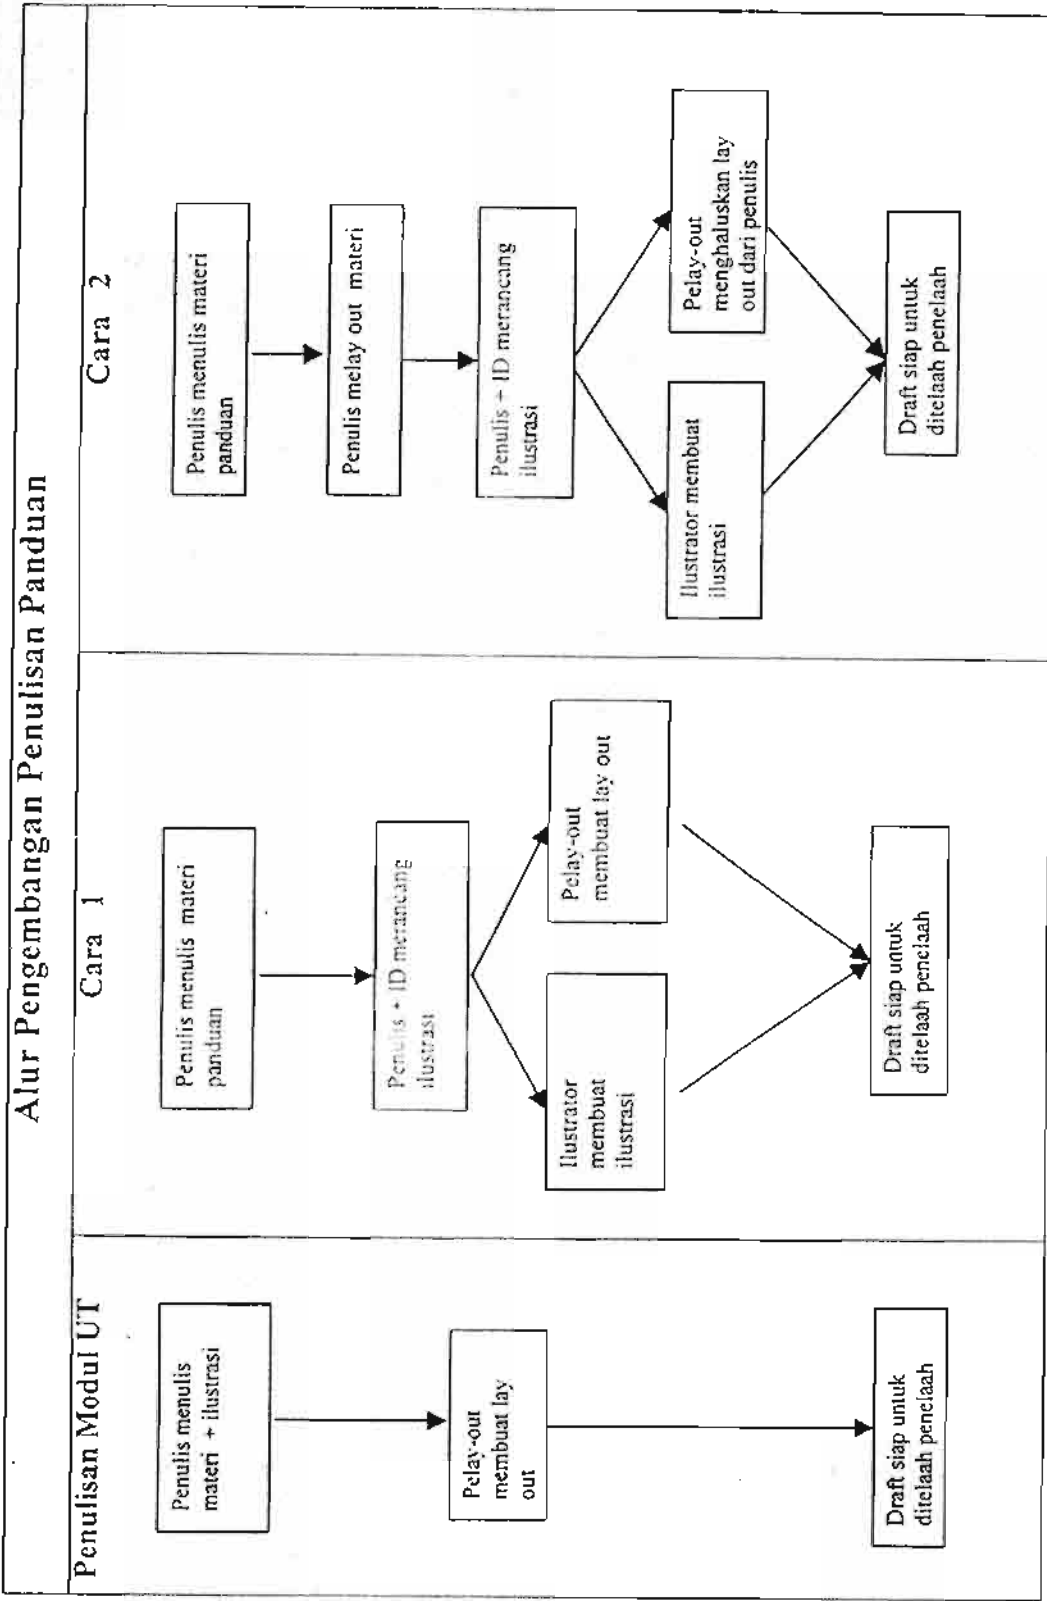 Alur Pengembangan Penulisan Panduan
Penulisan Modul UT
Penulis menulis
materi + ilustrasi
Pelay-out
membuat lay
out
Draft siap untuk
ditelaah penelaah
Cara 1
Penulis menulis materi
panduan
Penulis + ID merancang
ilustrasi
Ilustrator
membuat
ilustrasi
Pelay-out
membuat lay out
Draft siap untuk
ditelaah penelaah
Cara 2
Penulis menulis materi
panduan
Penulis melay out materi
Penulis + ID merancang
ilustrasi
Ilustrator membuat
ilustrasi
Pelay-out
menghaluskan lay
out dari penulis
Draft siap untuk
ditelaah penelaah